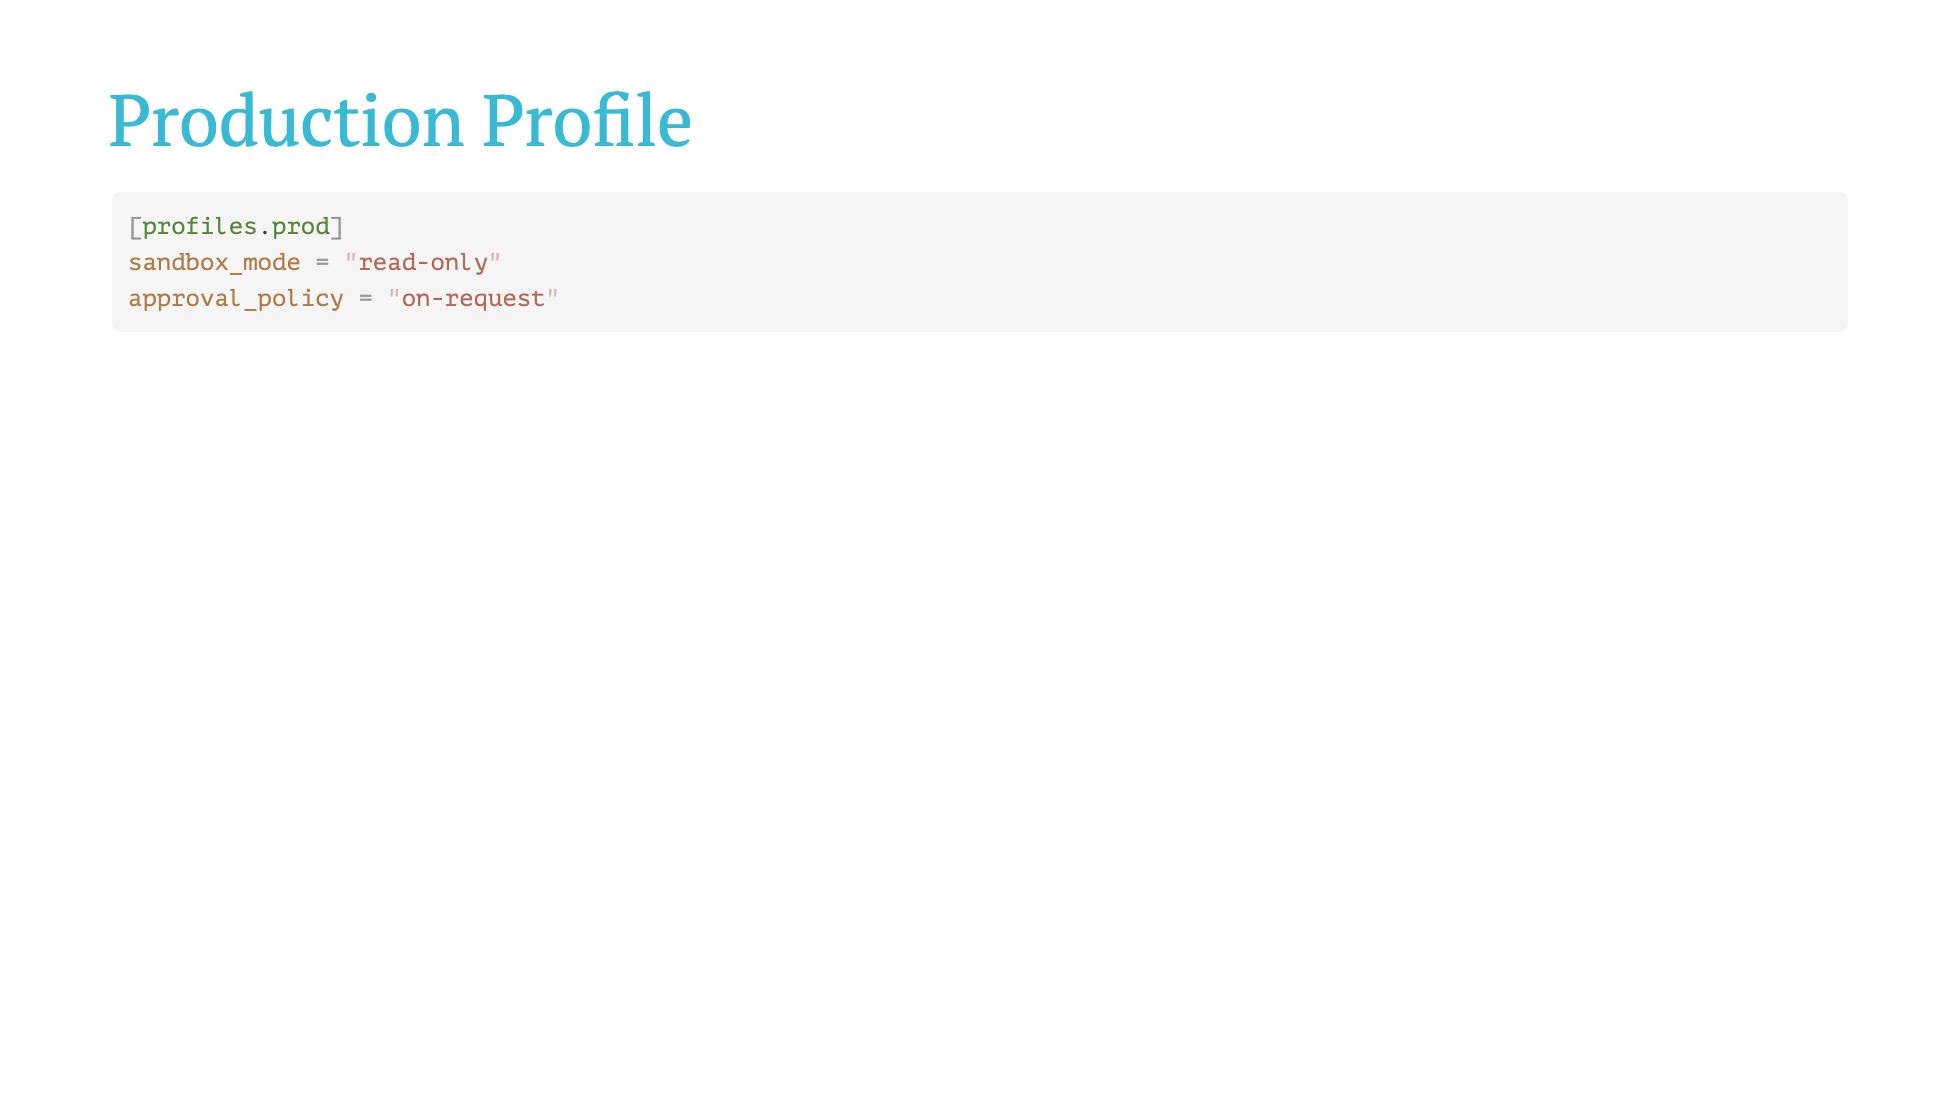 Production Profile
[profiles.prod]
sandbox_mode = "read-only"
approval_policy = "on-request"